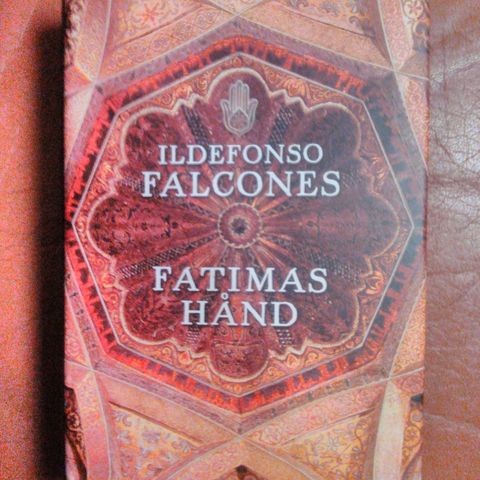 ILDEFONSO
FALCONES
FATIMAS
HÅND